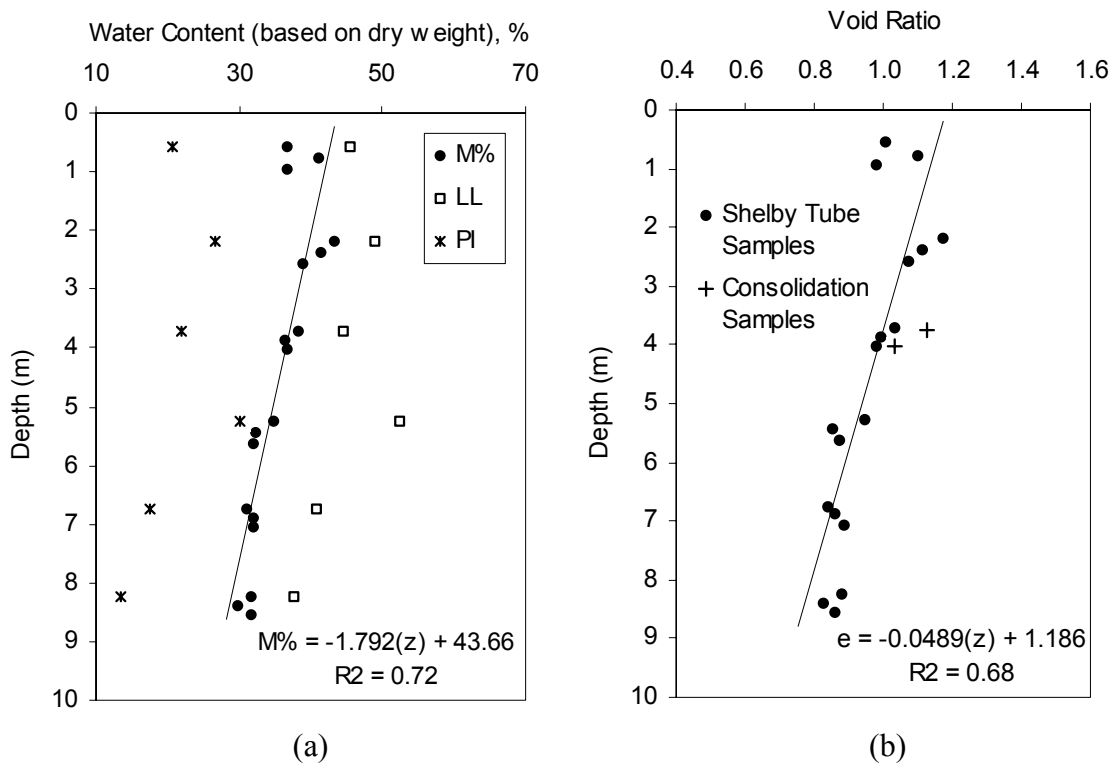 Water Content (based on dry weight), %
10 30 50 70
0
1
2
3
4
5
6
7
8
9
10
Depth (m)
M%
LL
PI
M% = -1.792(z) + 43.66
R2 = 0.72
(a)
Void Ratio
0.4 0.6 0.8 1.0 1.2 1.4 1.6
0
1
2
3
4
5
6
7
8
9
10
Depth (m)
Shelby Tube
Samples
Consolidation
Samples
e = -0.0489(z) + 1.186
R2 = 0.68
(b)